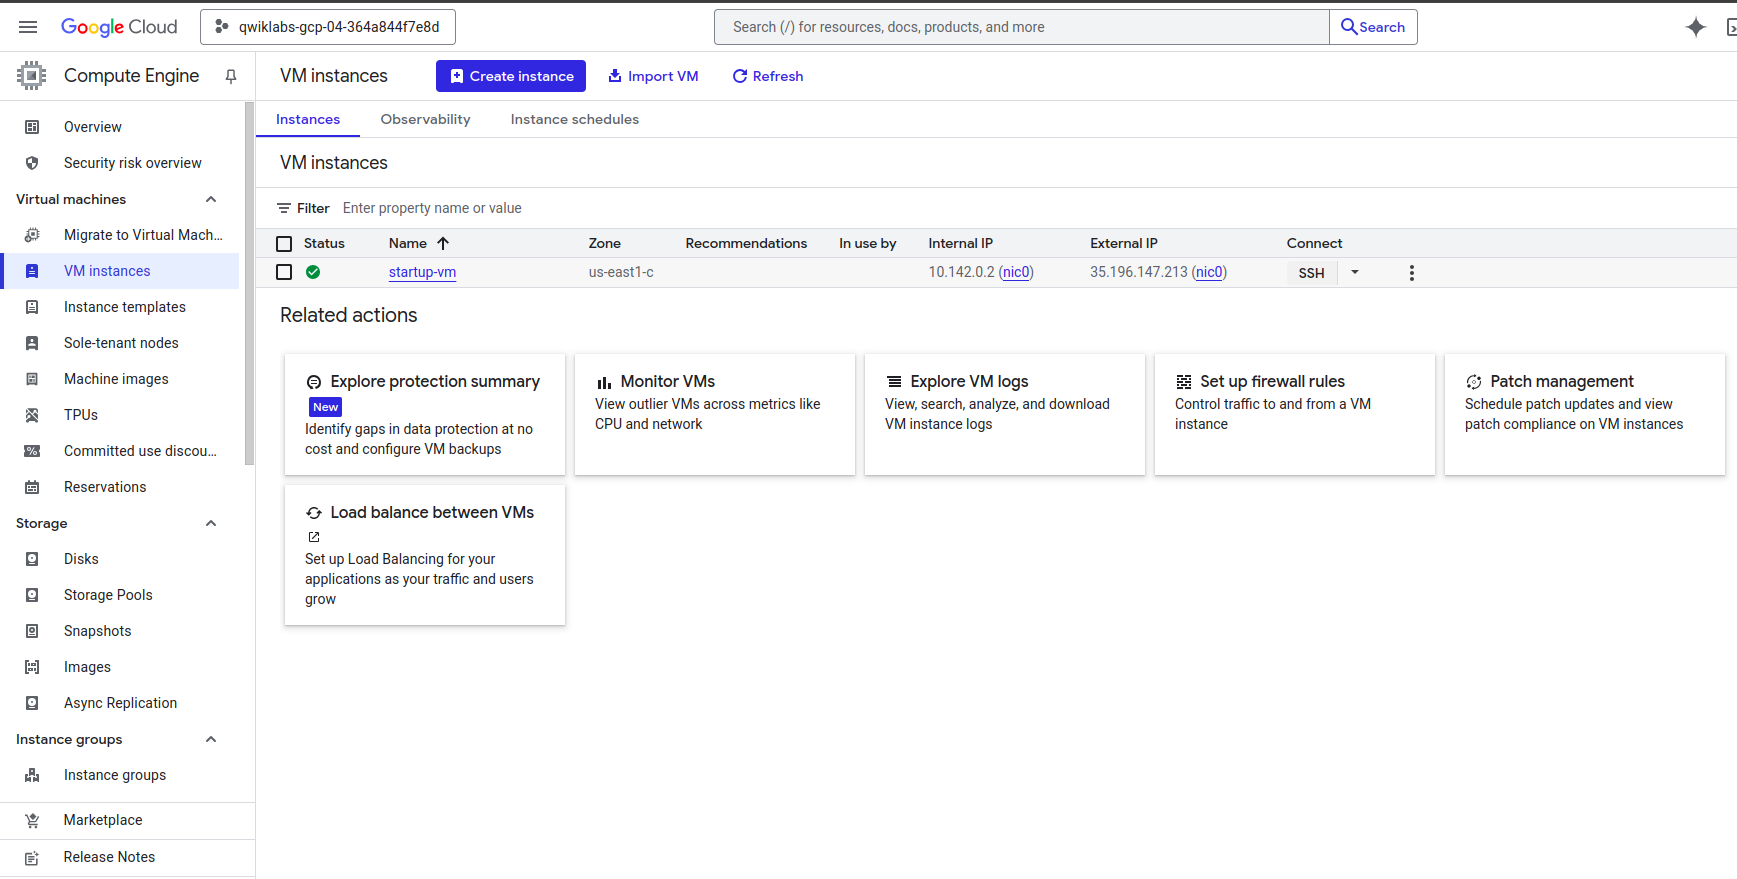 Google Cloud
qwiklabs-gcp-04-364a844f7e8d
Search (/) for resources, docs, products, and more
Search
Compute Engine
VM instances
Create instance
Import VM
Refresh
Overview
Security risk overview
Virtual machines
Migrate to Virtual Mach...
VM instances
Instance templates
Sole-tenant nodes
Machine images
TPUs
Committed use discou...
Reservations
Storage
Disks
Storage Pools
Snapshots
Images
Async Replication
Instance groups
Instance groups
Marketplace
Release Notes
Instances Observability Instance schedules
VM instances
Filter Enter property name or value
Status Name Zone Recommendations In use by Internal IP External IP Connect
startup-vm us-east1-c 10.142.0.2 (nic0) 35.196.147.213 (nic0) SSH
Related actions
Explore protection summary
New
Identify gaps in data protection at no
cost and configure VM backups
Monitor VMs
View outlier VMs across metrics like
CPU and network
Explore VM logs
View, search, analyze, and download
VM instance logs
Set up firewall rules
Control traffic to and from a VM
instance
Patch management
Schedule patch updates and view
patch compliance on VM instances
Load balance between VMs
Set up Load Balancing for your
applications as your traffic and users
grow